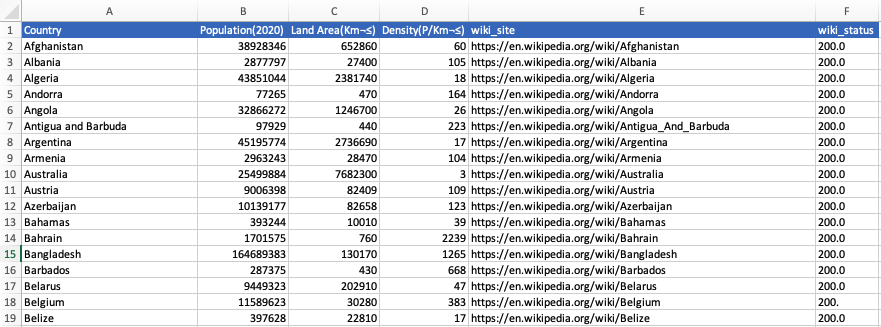 A B C D E F
1 Country Population(2020) Land Area(Km¬≤) Density(P/Km¬≤) wiki_site wiki_status
2 Afghanistan 38928346 652860 60 https://en.wikipedia.org/wiki/Afghanistan 200.0
3 Albania 2877797 27400 105 https://en.wikipedia.org/wiki/Albania 200.0
4 Algeria 43851044 2381740 18 https://en.wikipedia.org/wiki/Algeria 200.0
5 Andorra 77265 470 164 https://en.wikipedia.org/wiki/Andorra 200.0
6 Angola 32866272 1246700 26 https://en.wikipedia.org/wiki/Angola 200.0
7 Antigua and Barbuda 97929 440 223 https://en.wikipedia.org/wiki/Antigua_And_Barbuda 200.0
8 Argentina 45195774 2736690 17 https://en.wikipedia.org/wiki/Argentina 200.0
9 Armenia 2963243 28470 104 https://en.wikipedia.org/wiki/Armenia 200.0
10 Australia 25499884 7682300 3 https://en.wikipedia.org/wiki/Australia 200.0
11 Austria 9006398 82409 109 https://en.wikipedia.org/wiki/Austria 200.0
12 Azerbaijan 10139177 82658 123 https://en.wikipedia.org/wiki/Azerbaijan 200.0
13 Bahamas 393244 10010 39 https://en.wikipedia.org/wiki/Bahamas 200.0
14 Bahrain 1701575 760 2239 https://en.wikipedia.org/wiki/Bahrain 200.0
15 Bangladesh 164689383 130170 1265 https://en.wikipedia.org/wiki/Bangladesh 200.0
16 Barbados 287375 430 668 https://en.wikipedia.org/wiki/Barbados 200.0
17 Belarus 9449323 202910 47 https://en.wikipedia.org/wiki/Belarus 200.0
18 Belgium 11589623 30280 383 https://en.wikipedia.org/wiki/Belgium 200.
19 Belize 397628 22810 17 https://en.wikipedia.org/wiki/Belize 200.0